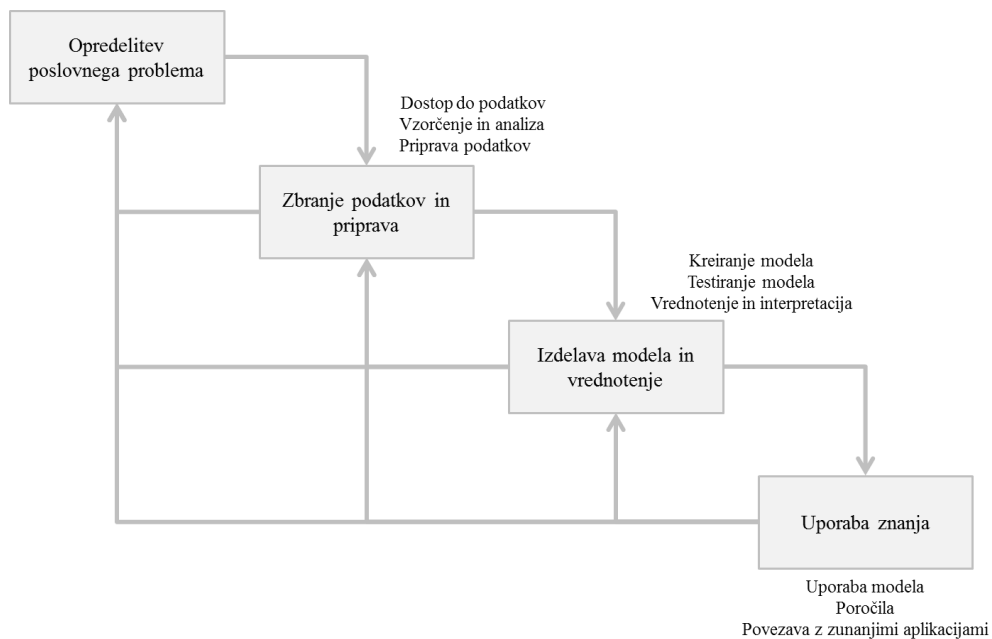 Opredelitev
poslovnega problema
Dostop do podatkov
Vzorčenje in analiza
Priprava podatkov
Zbranje podatkov in
priprava
Kreiranje modela
Testiranje modela
Vrednotenje in interpretacija
Izdelava modela in
vrednotenje
Uporaba znanja
Uporaba modela
Poročila
Povezava z zunanjimi aplikacijami